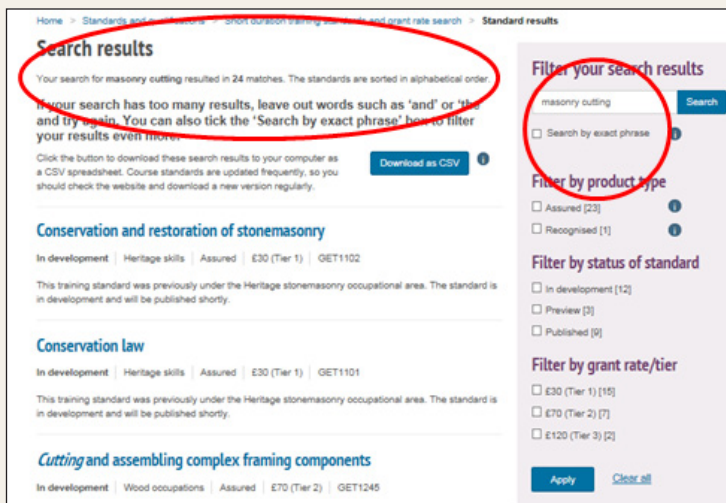 Home > Standards and qualifications > Short duration training standards and grant rate search > Standard results
Search results
Your search for masonry cutting resulted in 24 matches. The standards are sorted in alphabetical order.
If your search has too many results, leave out words such as ‘and’ or ‘the
and try again. You can also tick the ‘Search by exact phrase’ box to filter
your results even more.
Click the button to download these search results to your computer as
a CSV spreadsheet. Course standards are updated frequently, so you
should check the website and download a new version regularly.
Download as CSV
Conservation and restoration of stonemasonry
In development | Heritage skills | Assured | £30 (Tier 1) | GET1102
This training standard was previously under the Heritage stonemasonry occupational area. The standard is
in development and will be published shortly.
Conservation law
In development | Heritage skills | Assured | £30 (Tier 1) | GET1101
This training standard was previously under the Heritage stonemasonry occupational area. The standard is
in development and will be published shortly.
Cutting and assembling complex framing components
In development | Wood occupations | Assured | £70 (Tier 2) | GET1245
Filter your search results
masonry cutting
Search
Search by exact phrase
Filter by product type
Assured [23]
Recognised [1]
Filter by status of standard
In development [12]
Preview [3]
Published [9]
Filter by grant rate/tier
£30 (Tier 1) [15]
£70 (Tier 2) [7]
£120 (Tier 3) [2]
Apply
Clear all